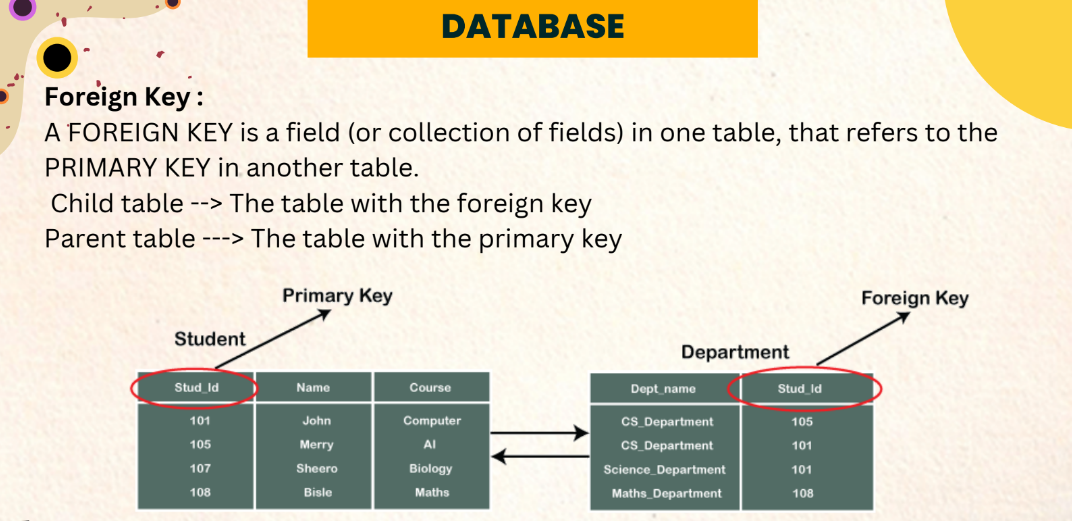 DATABASE
Foreign Key :
A FOREIGN KEY is a field (or collection of fields) in one table, that refers to the
PRIMARY KEY in another table.
Child table --> The table with the foreign key
Parent table ---> The table with the primary key
Primary Key
Student
Stud_Id Name Course
101 John Computer
105 Merry AI
107 Sheero Biology
108 Bisle Maths
Foreign Key
Department
Dept_name Stud_Id
CS_Department 105
CS_Department 101
Science_Department 101
Maths_Department 108